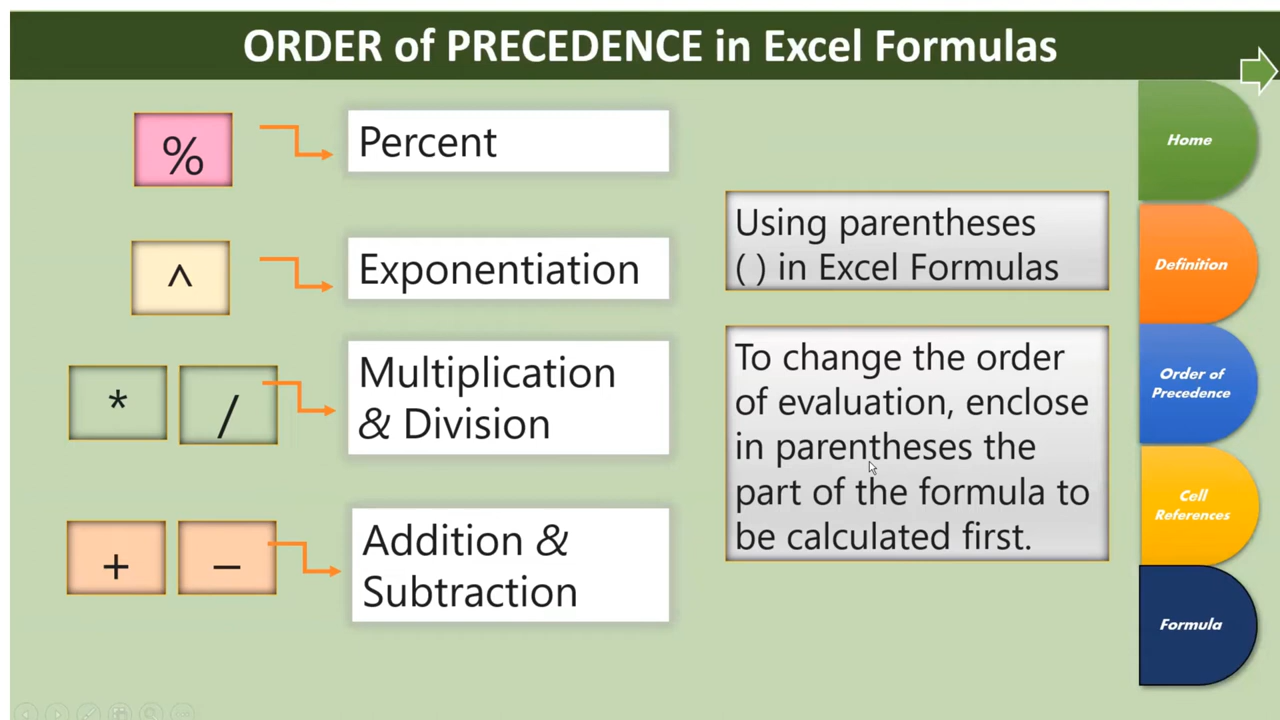 ORDER of PRECEDENCE in Excel Formulas
%
Percent
^
Exponentiation
* /
Multiplication
& Division
+ –
Addition &
Subtraction
Using parentheses
( ) in Excel Formulas
To change the order
of evaluation, enclose
in parentheses the
part of the formula to
be calculated first.
Home
Definition
Order of
Precedence
Cell
References
Formula